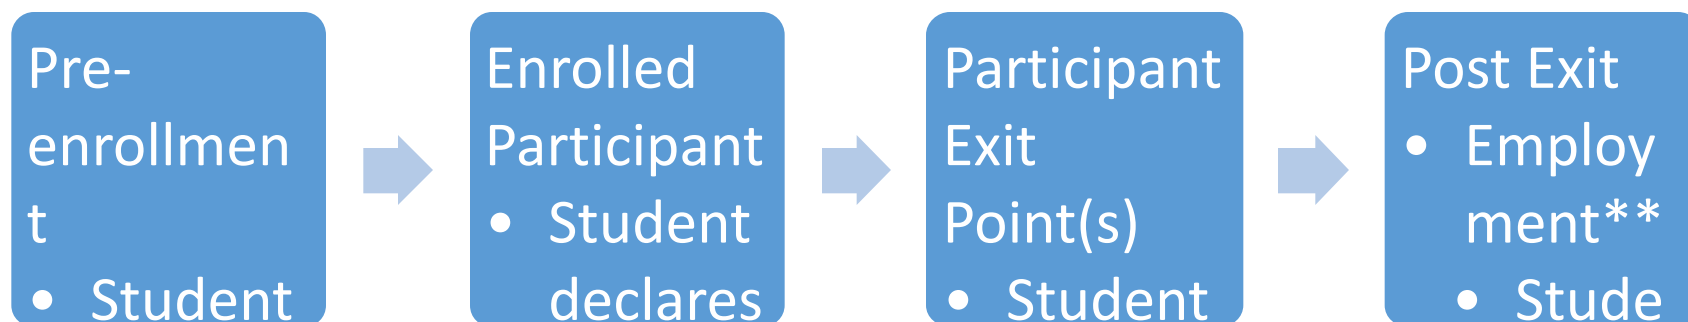 Pre-
enrollmen
t
• Student
Enrolled
Participant
• Student
declares
Participant
Exit
Point(s)
• Student
Post Exit
• Employ
ment**
• Stude